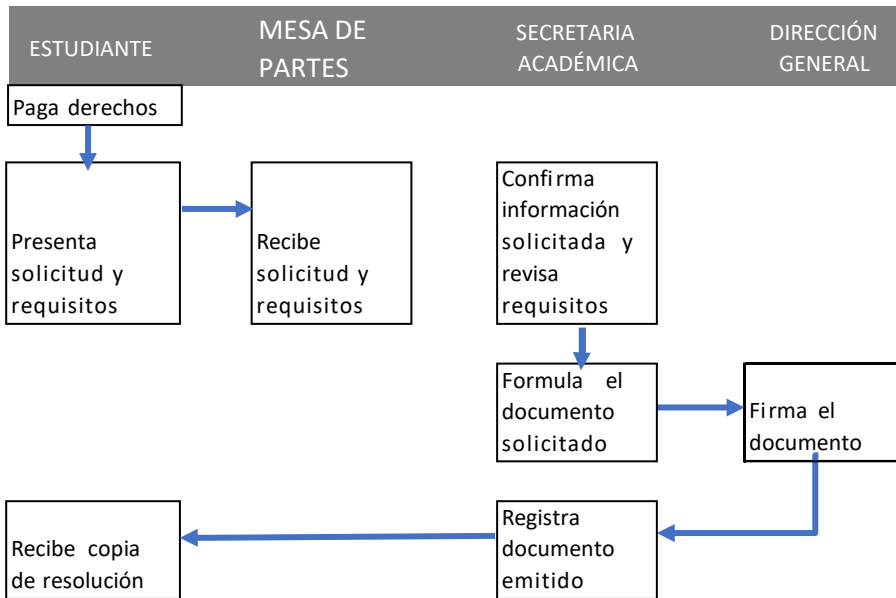 ESTUDIANTE
MESA DE
PARTES
SECRETARIA
ACADÉMICA
DIRECCIÓN
GENERAL
Paga derechos
Presenta
solicitud y
requisitos
Recibe
solicitud y
requisitos
Confirma
información
solicitada y
revisa
requisitos
Formula el
documento
solicitado
Firma el
documento
Registra
documento
emitido
Recibe copia
de resolución